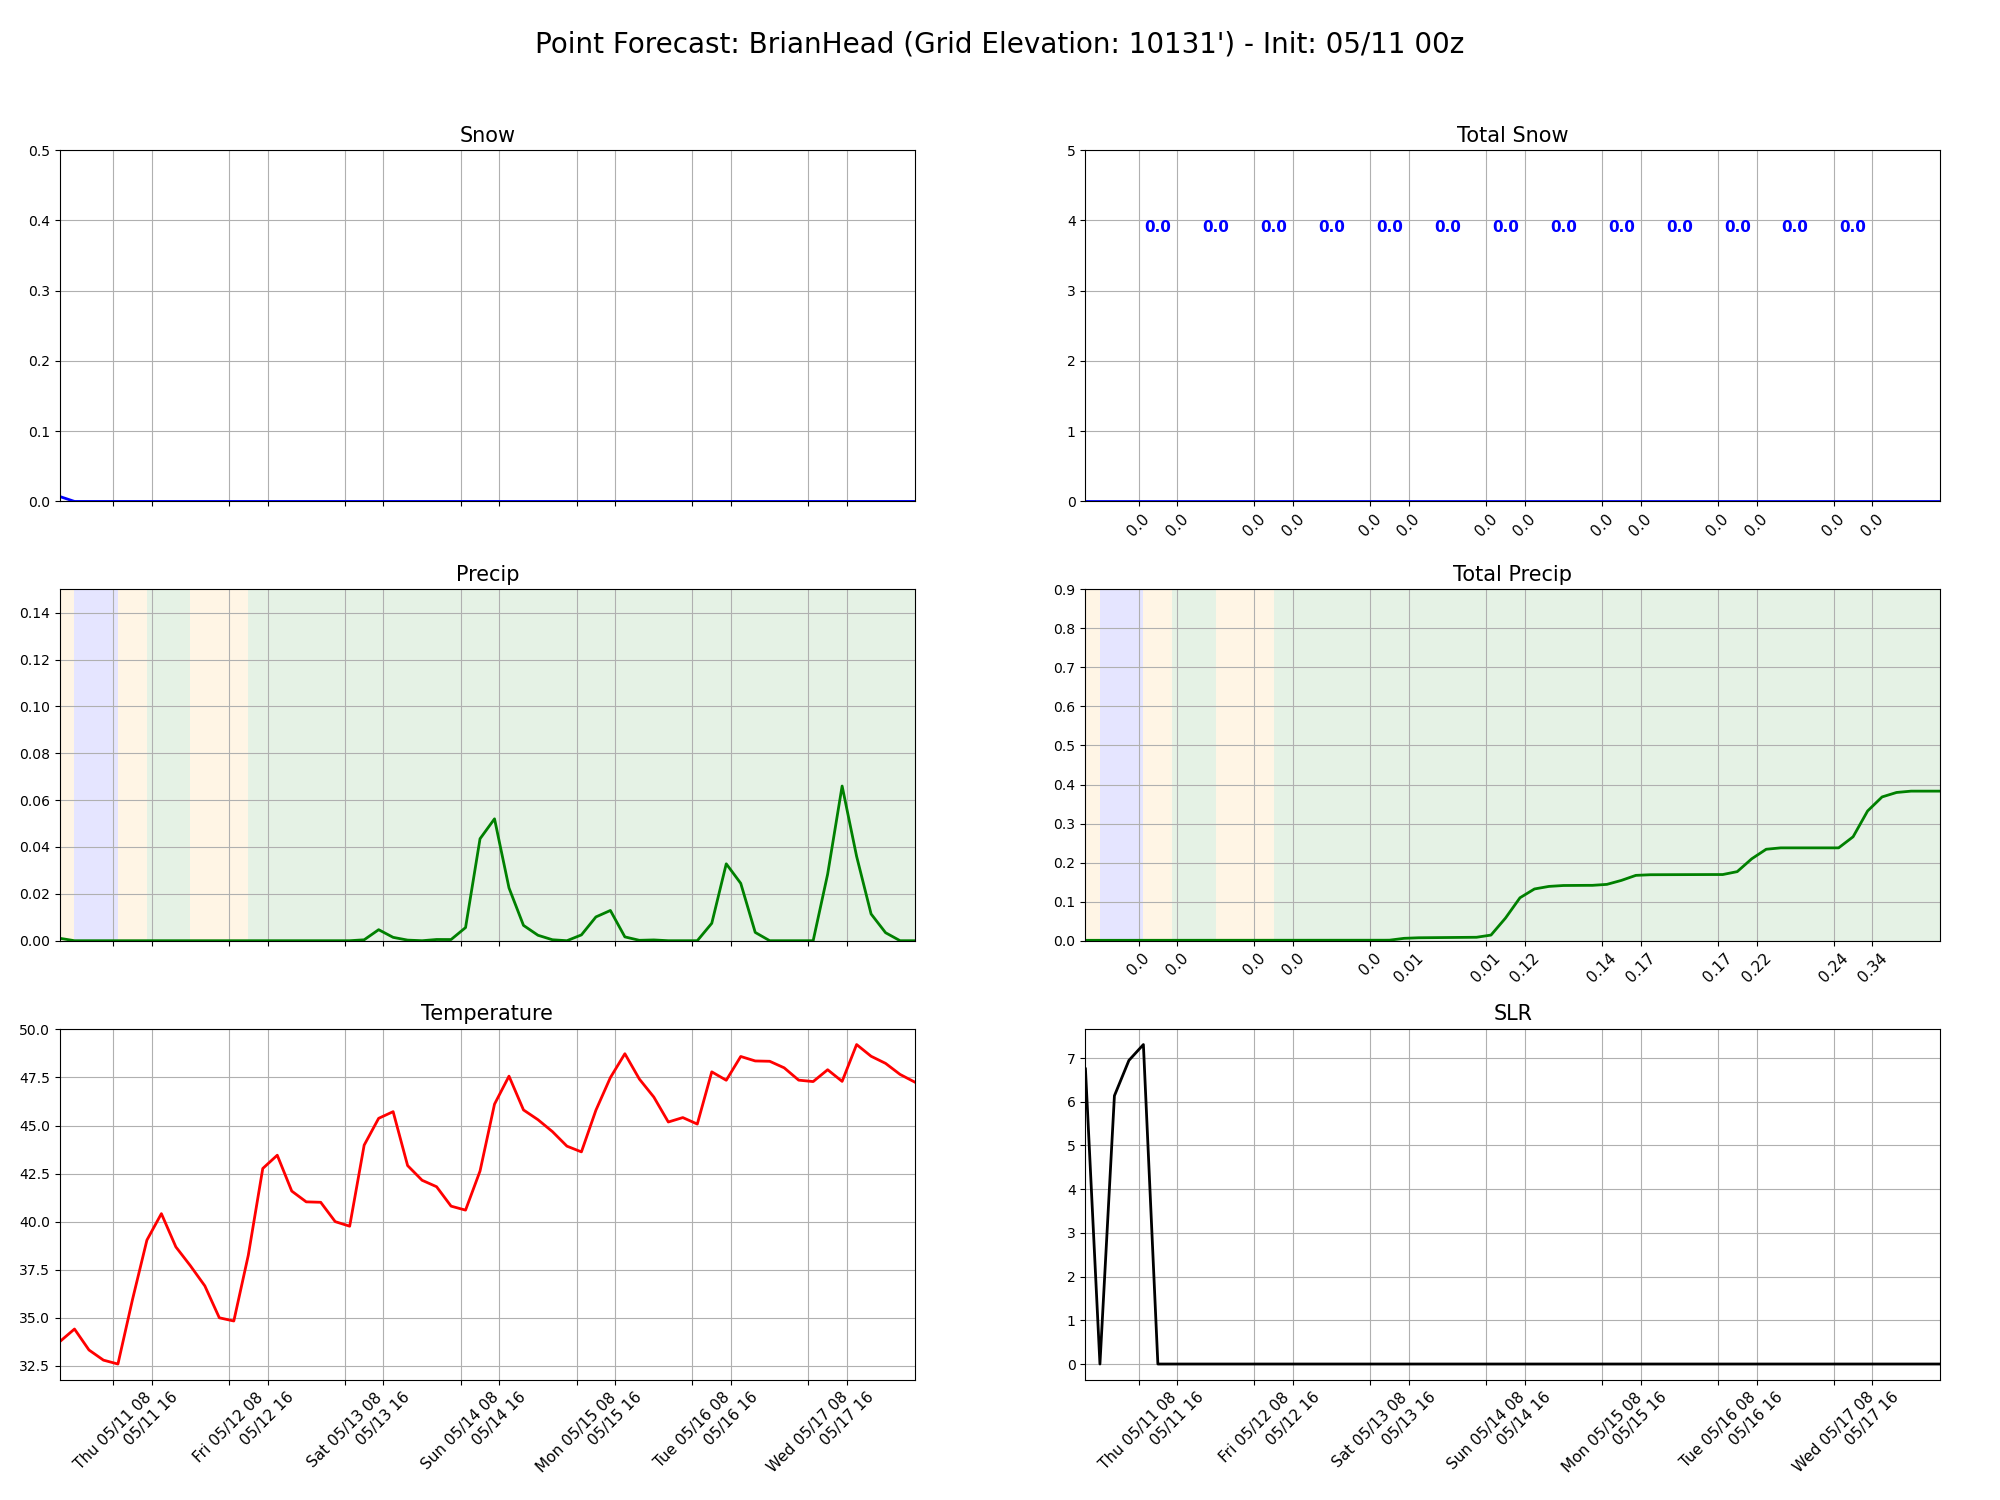 Point Forecast: BrianHead (Grid Elevation: 10131') - Init: 05/11 00z
Snow
0.5
0.4
0.3
0.2
0.1
0.0
Total Snow
5
4
3
2
1
0
0.0 0.0 0.0 0.0 0.0 0.0 0.0 0.0 0.0 0.0 0.0 0.0 0.0
0.0 0.0 0.0 0.0 0.0 0.0 0.0 0.0 0.0 0.0 0.0 0.0 0.0 0.0
Precip
0.14
0.12
0.10
0.08
0.06
0.04
0.02
0.00
Total Precip
0.9
0.8
0.7
0.6
0.5
0.4
0.3
0.2
0.1
0.0
0.0 0.0 0.0 0.0 0.0 0.01 0.01 0.12 0.14 0.17 0.17 0.22 0.24 0.34
Temperature
50.0
47.5
45.0
42.5
40.0
37.5
35.0
32.5
Thu 05/11 08
05/11 16
Fri 05/12 08
05/12 16
Sat 05/13 08
05/13 16
Sun 05/14 08
05/14 16
Mon 05/15 08
05/15 16
Tue 05/16 08
05/16 16
Wed 05/17 08
05/17 16
SLR
7
6
5
4
3
2
1
0
Thu 05/11 08
05/11 16
Fri 05/12 08
05/12 16
Sat 05/13 08
05/13 16
Sun 05/14 08
05/14 16
Mon 05/15 08
05/15 16
Tue 05/16 08
05/16 16
Wed 05/17 08
05/17 16